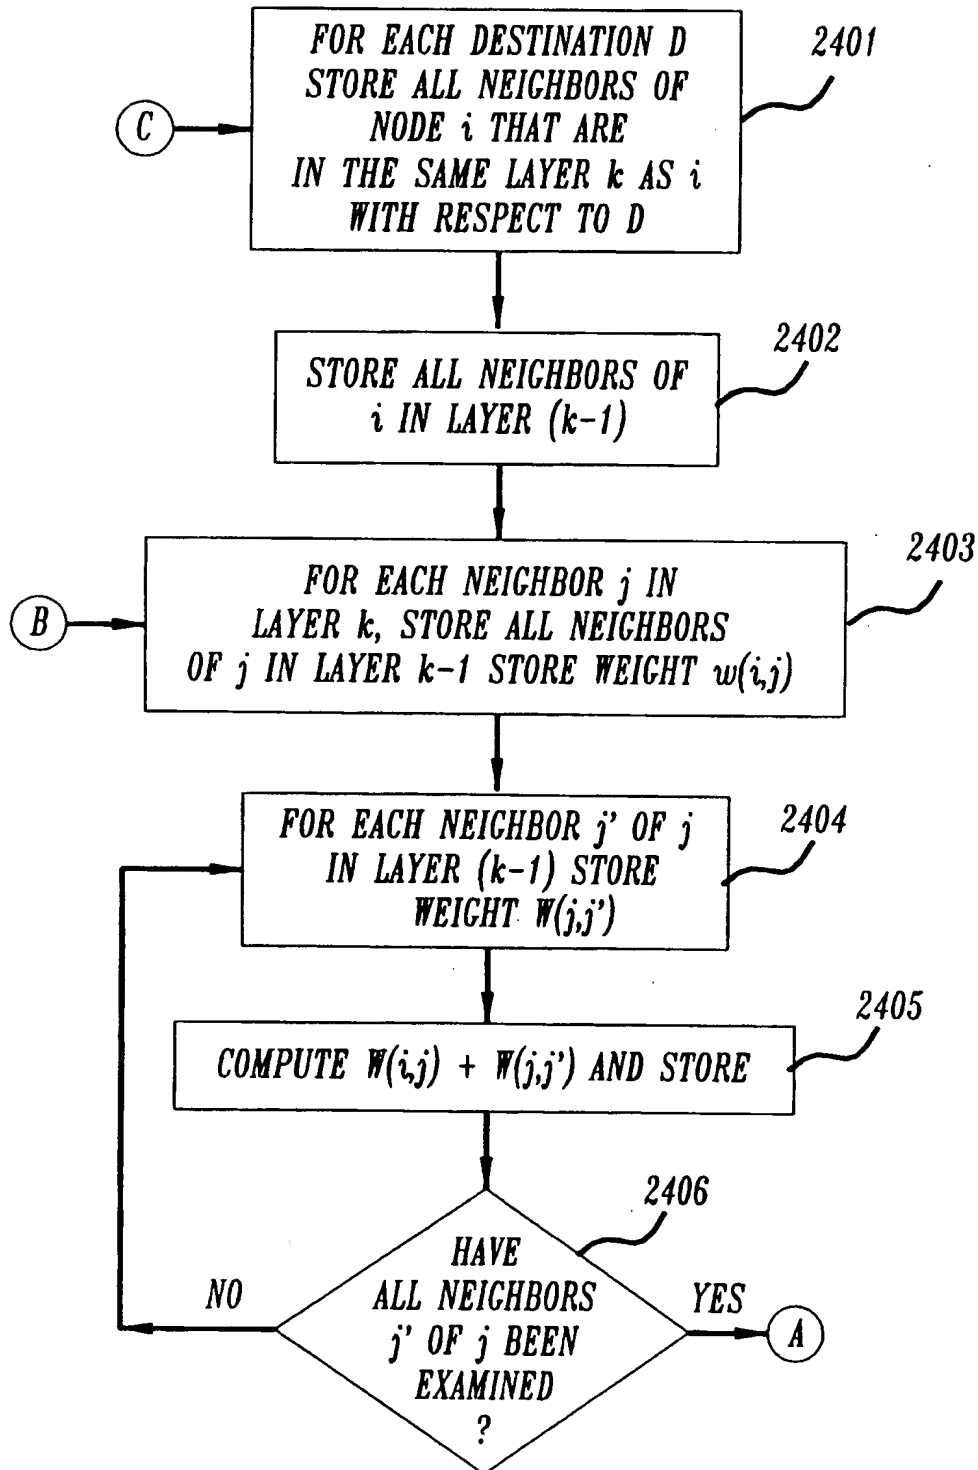 FOR EACH DESTINATION D
STORE ALL NEIGHBORS OF
NODE i THAT ARE
IN THE SAME LAYER k AS i
WITH RESPECT TO D
2401
C
2402
STORE ALL NEIGHBORS OF
i IN LAYER (k-1)
2403
FOR EACH NEIGHBOR j IN
LAYER k, STORE ALL NEIGHBORS
OF j IN LAYER k-1 STORE WEIGHT w(i,j)
B
2404
FOR EACH NEIGHBOR j' OF j
IN LAYER (k-1) STORE
WEIGHT W(j,j')
2405
COMPUTE W(i,j) + W(j,j') AND STORE
2406
HAVE
ALL NEIGHBORS
j' OF j BEEN
EXAMINED
?
NO
YES
A